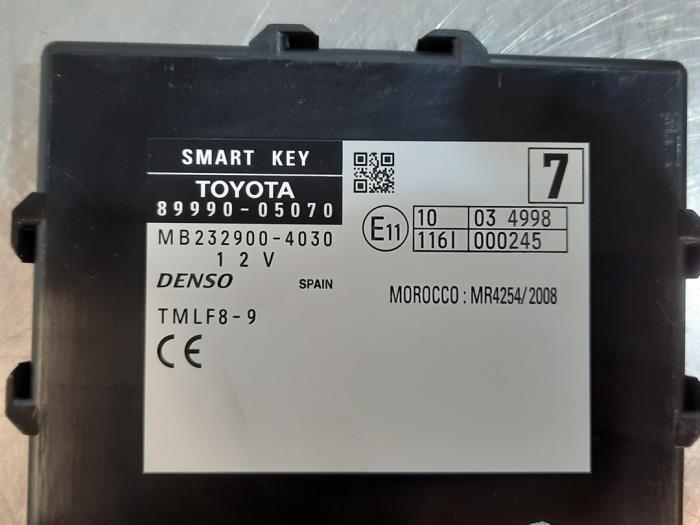 SMART KEY
TOYOTA
89990-05070
7
MB232900-4030
12V
E11
10 03 4998
116I 000245
DENSO SPAIN
MOROCCO : MR4254/2008
TMLF8-9
CE